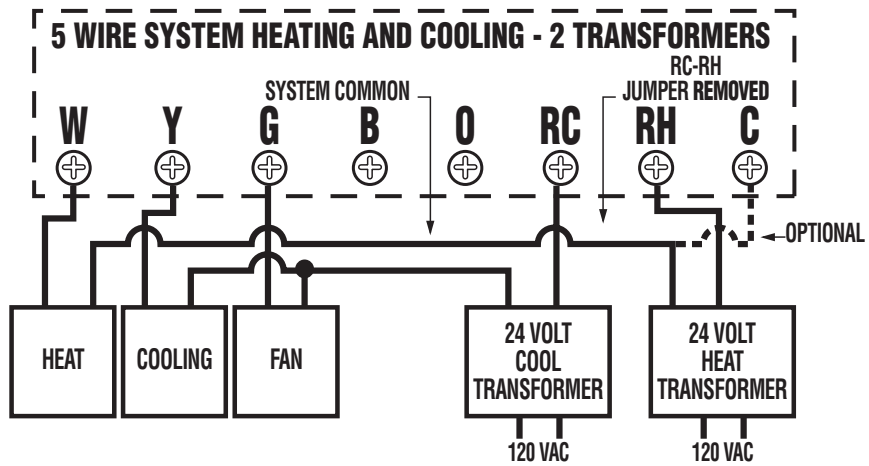 5 WIRE SYSTEM HEATING AND COOLING - 2 TRANSFORMERS
RC-RH
SYSTEM COMMON
JUMPER REMOVED
W Y G B O RC RH C
OPTIONAL
HEAT
COOLING
FAN
24 VOLT
COOL
TRANSFORMER
24 VOLT
HEAT
TRANSFORMER
120 VAC
120 VAC